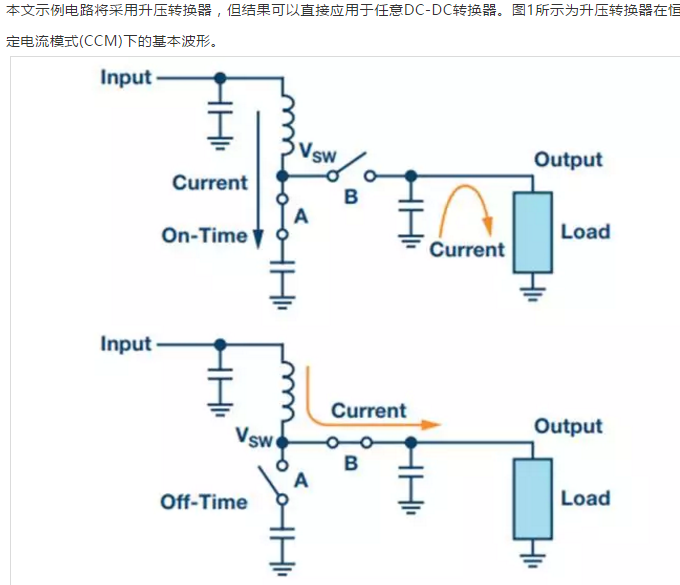 本文示例电路将采用升压转换器，但结果可以直接应用于任意DC-DC转换器。图1所示为升压转换器在恒
定电流模式(CCM)下的基本波形。
Input
VSW
Output
Current
B
A
Load
On-Time
Current
Input
Current
Output
VSW
B
A
Off-Time
Load